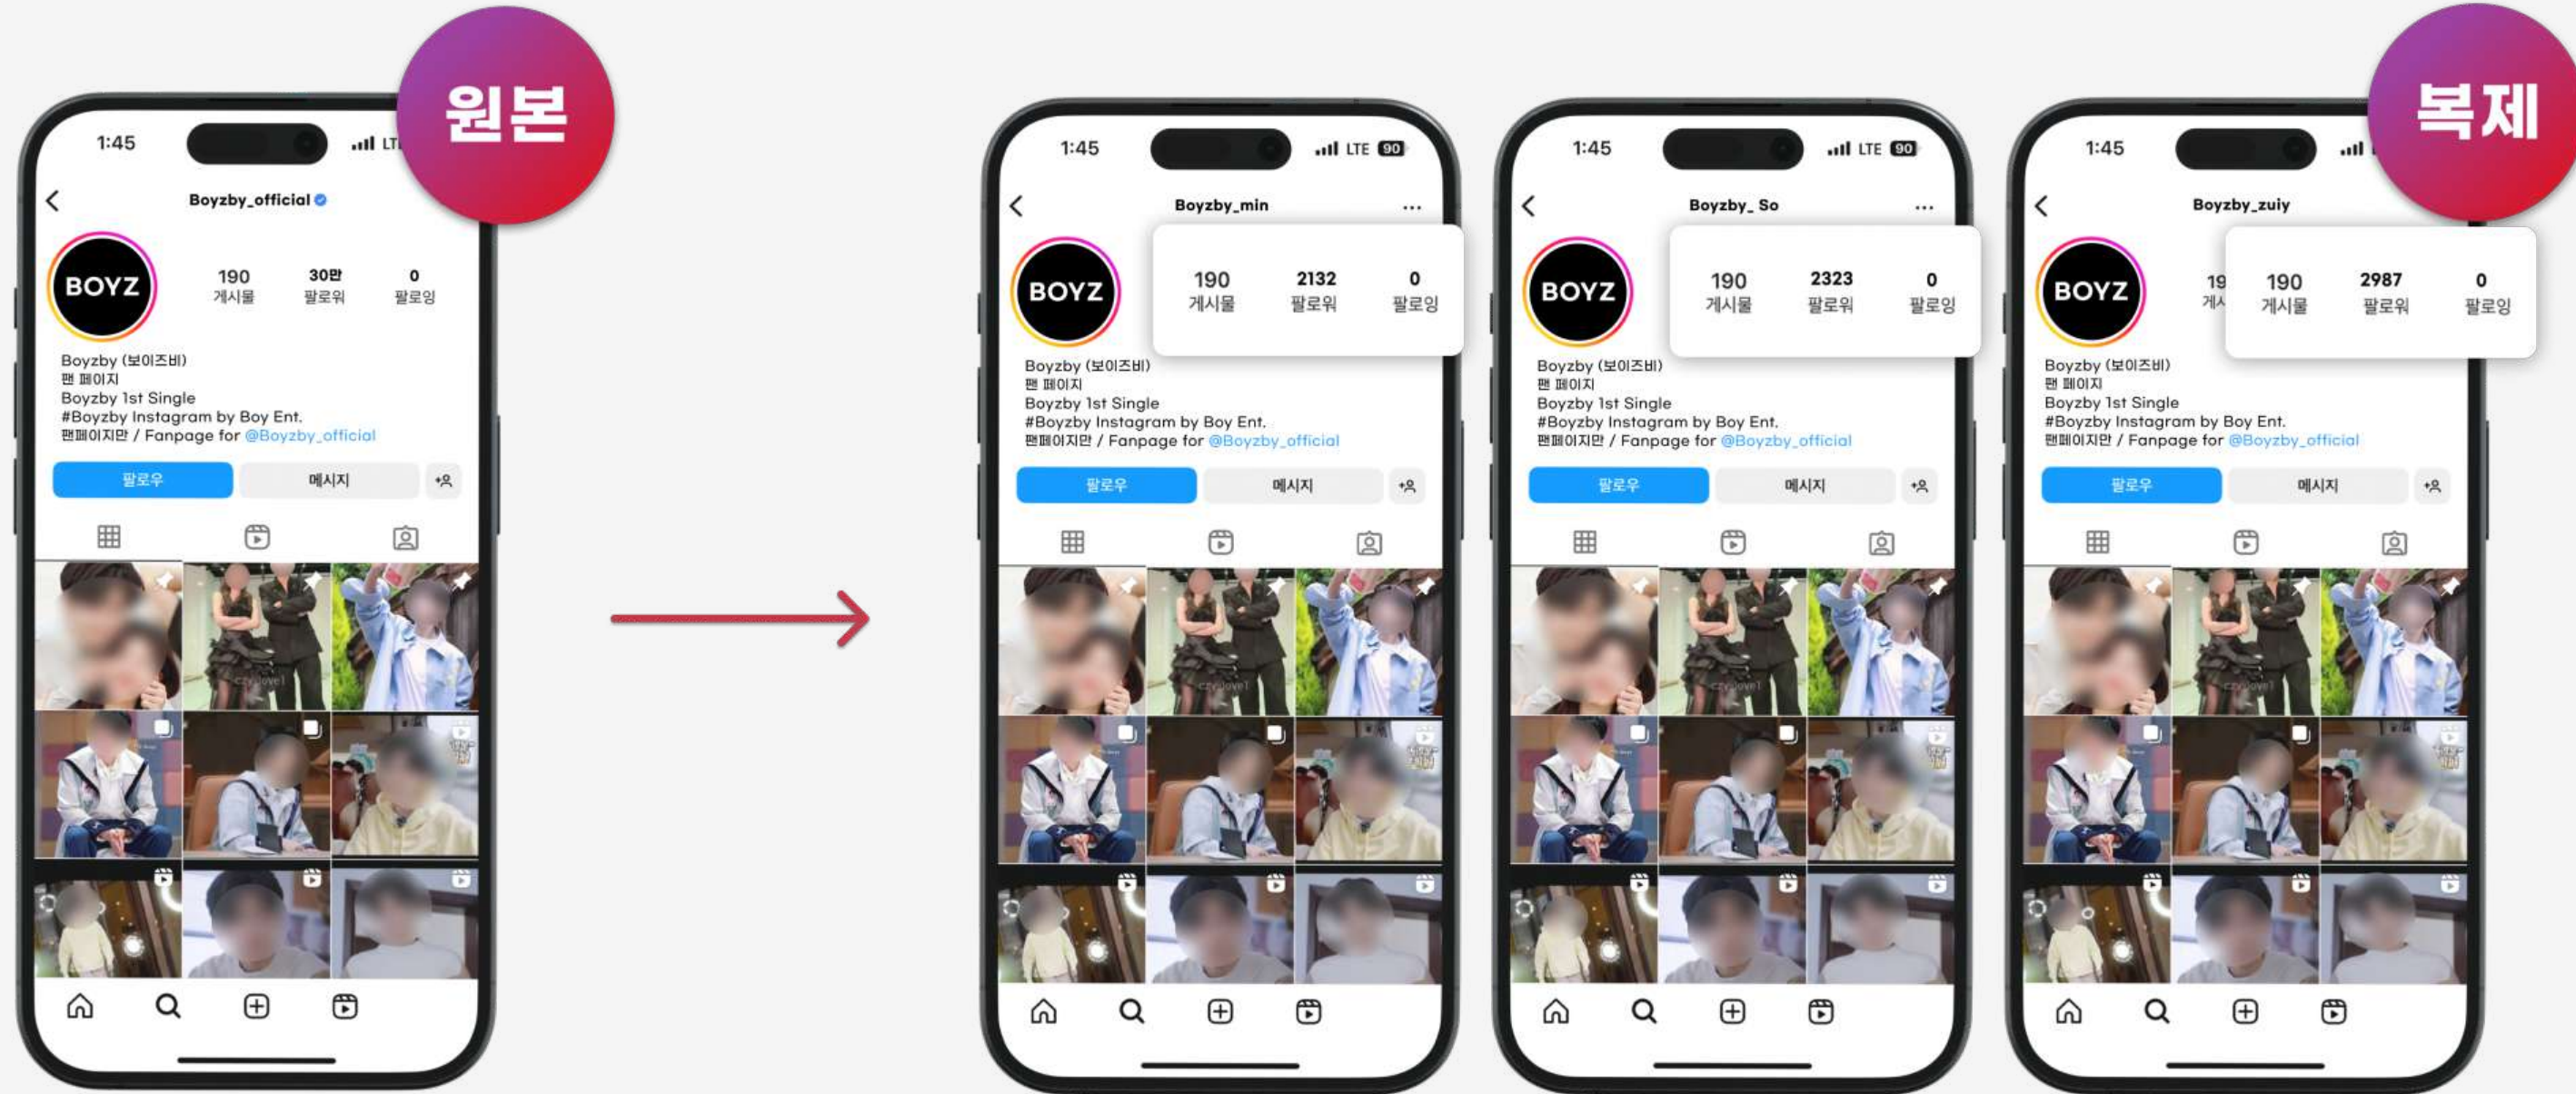 원본
1:45
LT
Boyzby_official
BOYZ
190
30만
0
게시물
팔로워
팔로잉
Boyzby (보이즈비)
팬 페이지
Boyzby 1st Single
#Boyzby Instagram by Boy Ent.
팬페이지만 / Fanpage for @Boyzby_official
팔로우
메시지
czy.love1
1:45
LTE 90
Boyzby_min
...
BOYZ
190
2132
0
게시물
팔로워
팔로잉
Boyzby (보이즈비)
팬 페이지
Boyzby 1st Single
#Boyzby Instagram by Boy Ent.
팬페이지만 / Fanpage for @Boyzby_official
팔로우
메시지
czy.love1
1:45
LTE 90
Boyzby_ So
...
BOYZ
190
2323
0
게시물
팔로워
팔로잉
Boyzby (보이즈비)
팬 페이지
Boyzby 1st Single
#Boyzby Instagram by Boy Ent.
팬페이지만 / Fanpage for @Boyzby_official
팔로우
메시지
czy.love1
복제
1:45
Boyzby_zuiy
BOYZ
19
190
2987
0
게시물
팔로워
팔로잉
Boyzby (보이즈비)
팬 페이지
Boyzby 1st Single
#Boyzby Instagram by Boy Ent.
팬페이지만 / Fanpage for @Boyzby_official
팔로우
메시지
czy.love1